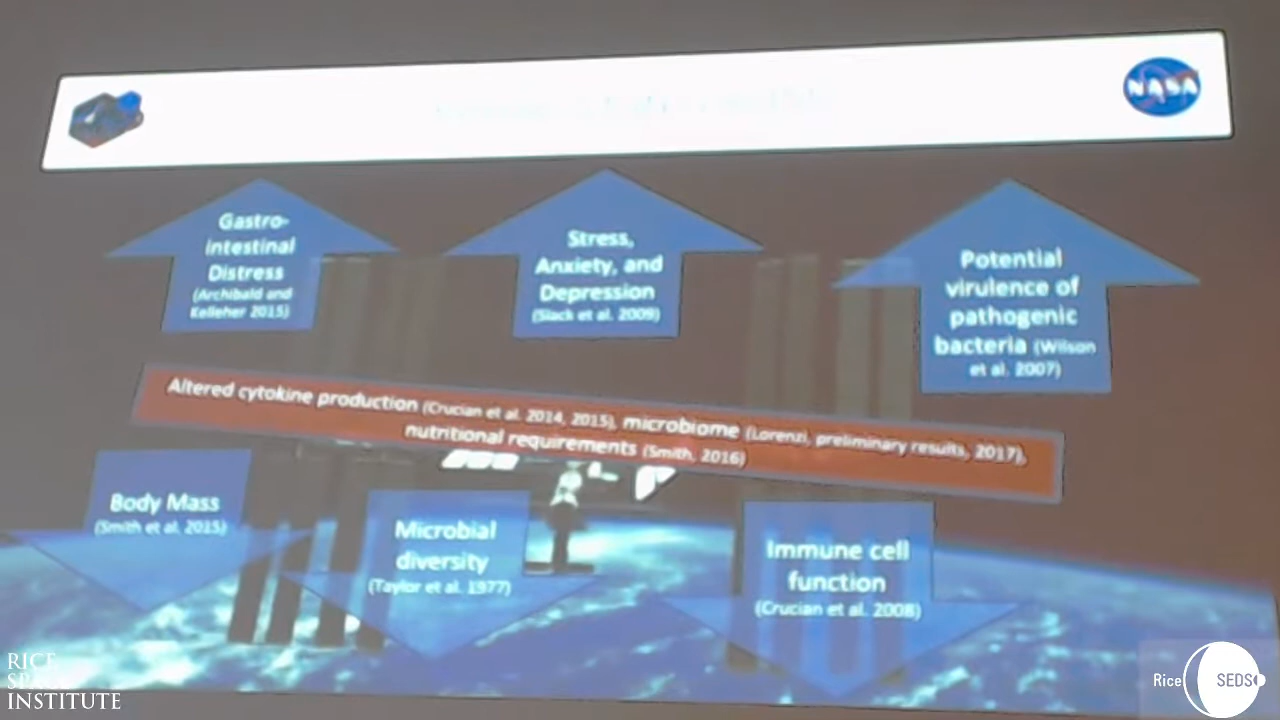 NASA
Gastro-
intestinal
Distress
(Archibald and
Kelleher 2015)
Stress,
Anxiety, and
Depression
(Slack et al. 2009)
Potential
virulence of
pathogenic
bacteria (Wilson
et al. 2007)
Altered cytokine production (Crucian et al. 2014, 2015), microbiome (Lorenzi, preliminary results, 2017),
nutritional requirements (Smith, 2016)
Body Mass
(Smith et al. 2015)
Microbial
diversity
(Taylor et al. 1977)
Immune cell
function
(Crucian et al. 2008)
RICE
SPACE
INSTITUTE
Rice SEDS